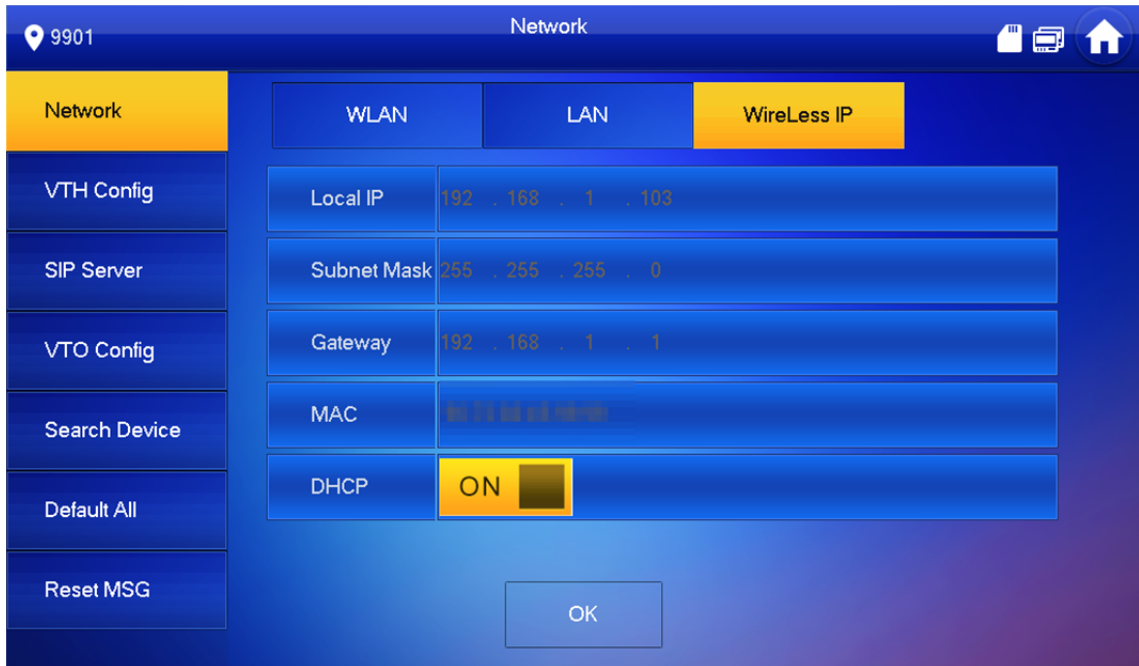 9901
Network
Network
VTH Config
SIP Server
VTO Config
Search Device
Default All
Reset MSG
WLAN LAN WireLess IP
Local IP 192 . 168 . 1 . 103
Subnet Mask 255 . 255 . 255 . 0
Gateway 192 . 168 . 1 . 1
MAC
DHCP ON
OK